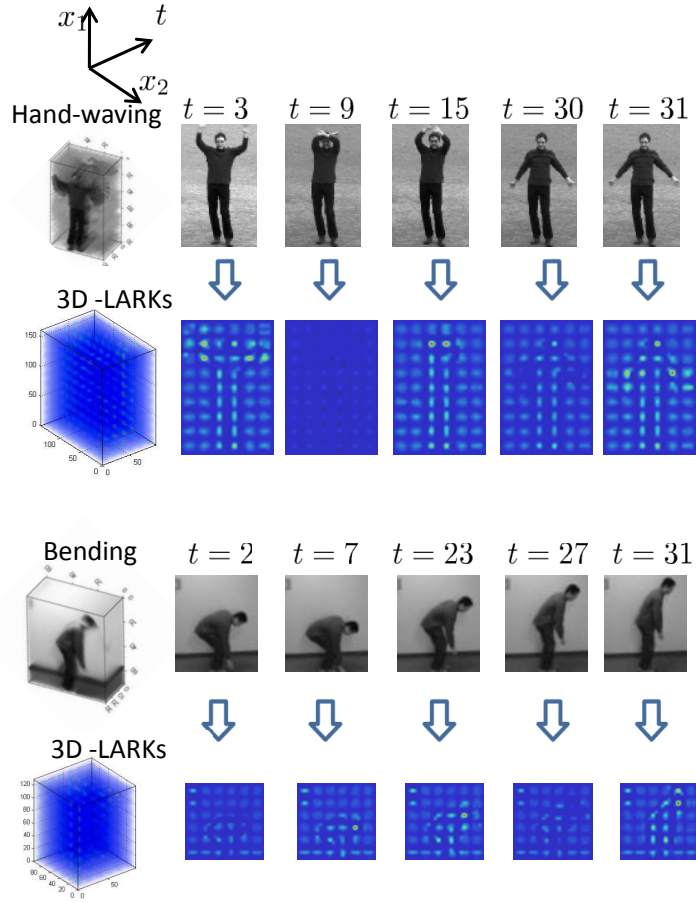 x1 t
x2
Hand-waving
t = 3 t = 9 t = 15 t = 30 t = 31
3D -LARKs
150
100
50
0
100 50 0 0 50
Bending
t = 2 t = 7 t = 23 t = 27 t = 31
3D -LARKs
120
100
80
60
40
20
0
80 60 40 20 0 0 50